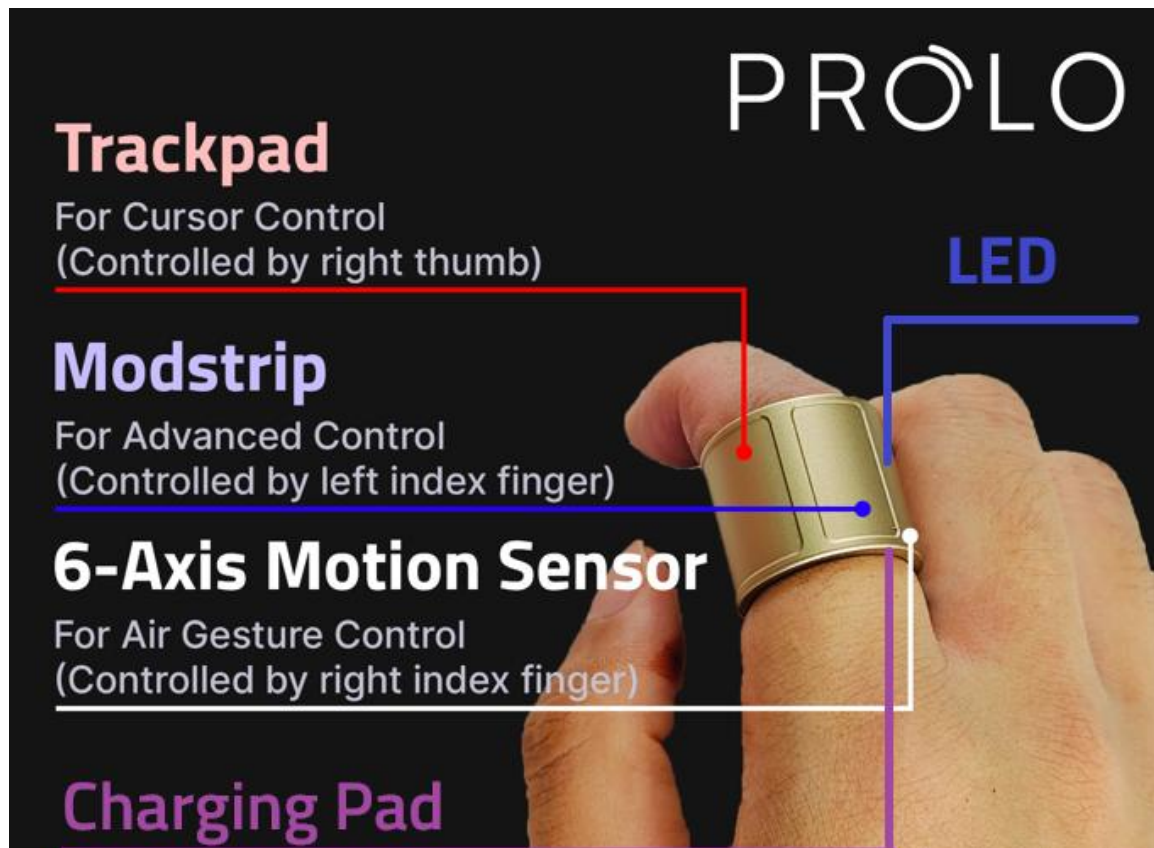 PROLO
Trackpad
For Cursor Control
(Controlled by right thumb)
LED
Modstrip
For Advanced Control
(Controlled by left index finger)
6-Axis Motion Sensor
For Air Gesture Control
(Controlled by right index finger)
Charging Pad